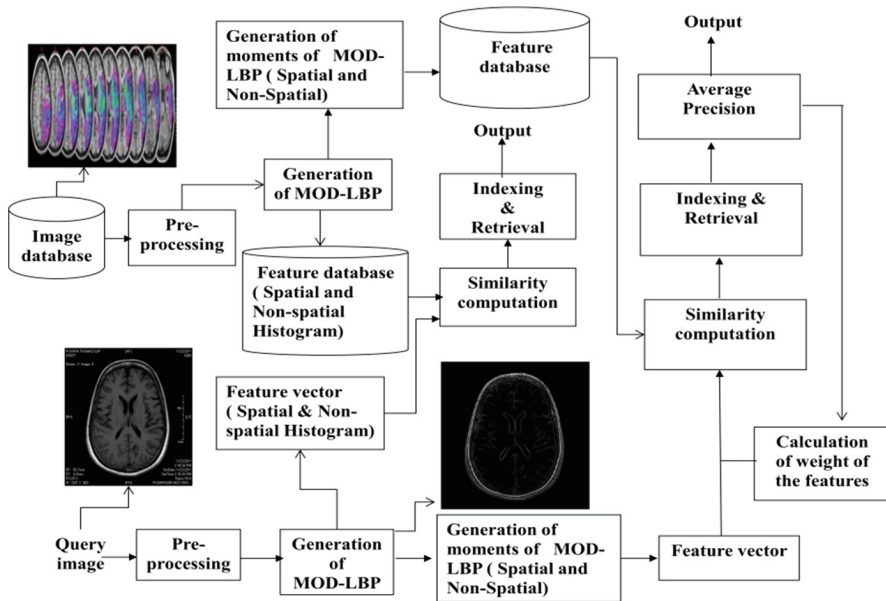 Generation of
moments of MOD-
LBP ( Spatial and
Non-Spatial)
Feature
database
Output
Average
Precision
Output
Generation
of MOD-LBP
Indexing
&
Retrieval
Indexing &
Retrieval
Image
database
Pre-
processing
Feature database
( Spatial and
Non-spatial
Histogram)
Similarity
computation
Similarity
computation
Feature vector
( Spatial & Non-
spatial Histogram)
Calculation
of weight of
the features
Query
image
Pre-
processing
Generation
of
MOD-LBP
Generation of
moments of MOD-
LBP ( Spatial and
Non-Spatial)
Feature vector